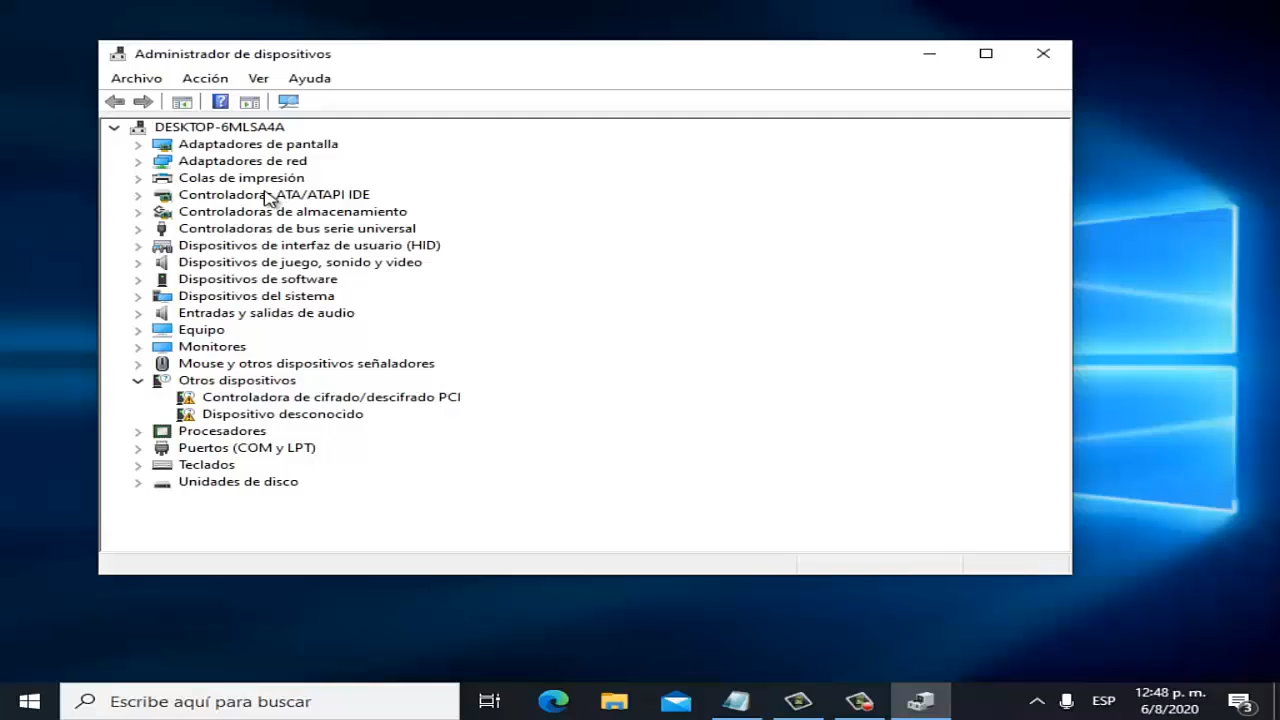 Administrador de dispositivos
Archivo Acción Ver Ayuda
DESKTOP-6MLSA4A
Adaptadores de pantalla
Adaptadores de red
Colas de impresión
Controladoras ATA/ATAPI IDE
Controladoras de almacenamiento
Controladoras de bus serie universal
Dispositivos de interfaz de usuario (HID)
Dispositivos de juego, sonido y video
Dispositivos de software
Dispositivos del sistema
Entradas y salidas de audio
Equipo
Monitores
Mouse y otros dispositivos señaladores
Otros dispositivos
Controladora de cifrado/descifrado PCI
Dispositivo desconocido
Procesadores
Puertos (COM y LPT)
Teclados
Unidades de disco
Escribe aquí para buscar
ESP
12:48 p. m.
6/8/2020
3